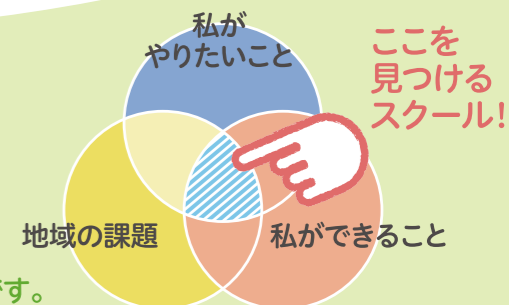 私が
やりたいこと
ここを
見つける
スクール!
地域の課題
私ができること
です。